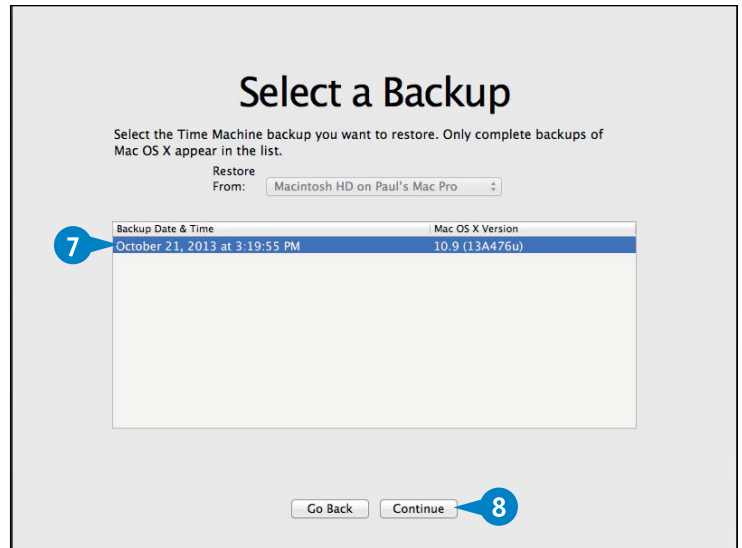 Select a Backup
Select the Time Machine backup you want to restore. Only complete backups of
Mac OS X appear in the list.
Restore
From: Macintosh HD on Paul's Mac Pro
Backup Date & Time Mac OS X Version
7 October 21, 2013 at 3:19:55 PM 10.9 (13A476u)
Go Back Continue 8